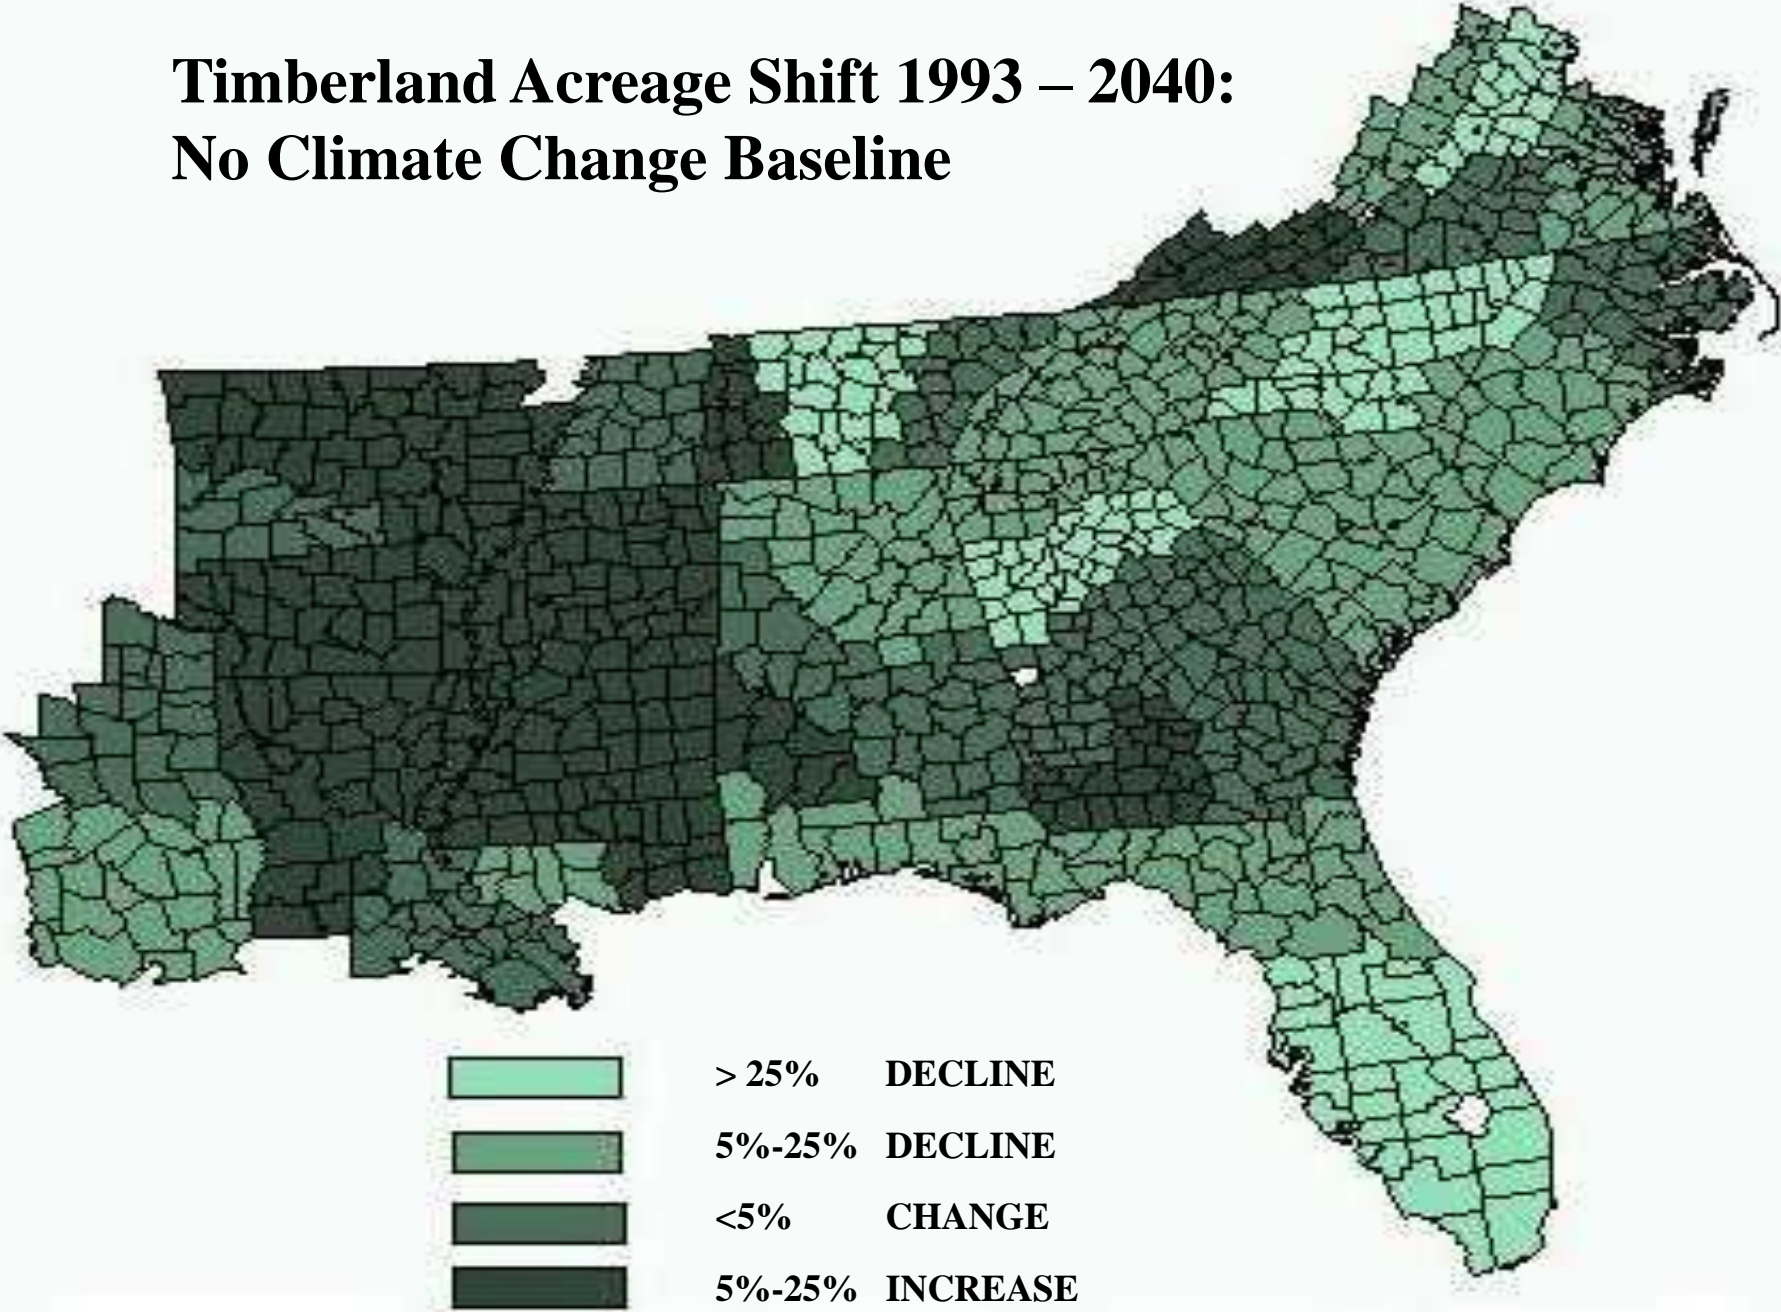 Timberland Acreage Shift 1993 – 2040:
No Climate Change Baseline
> 25% DECLINE
5%-25% DECLINE
<5% CHANGE
5%-25% INCREASE